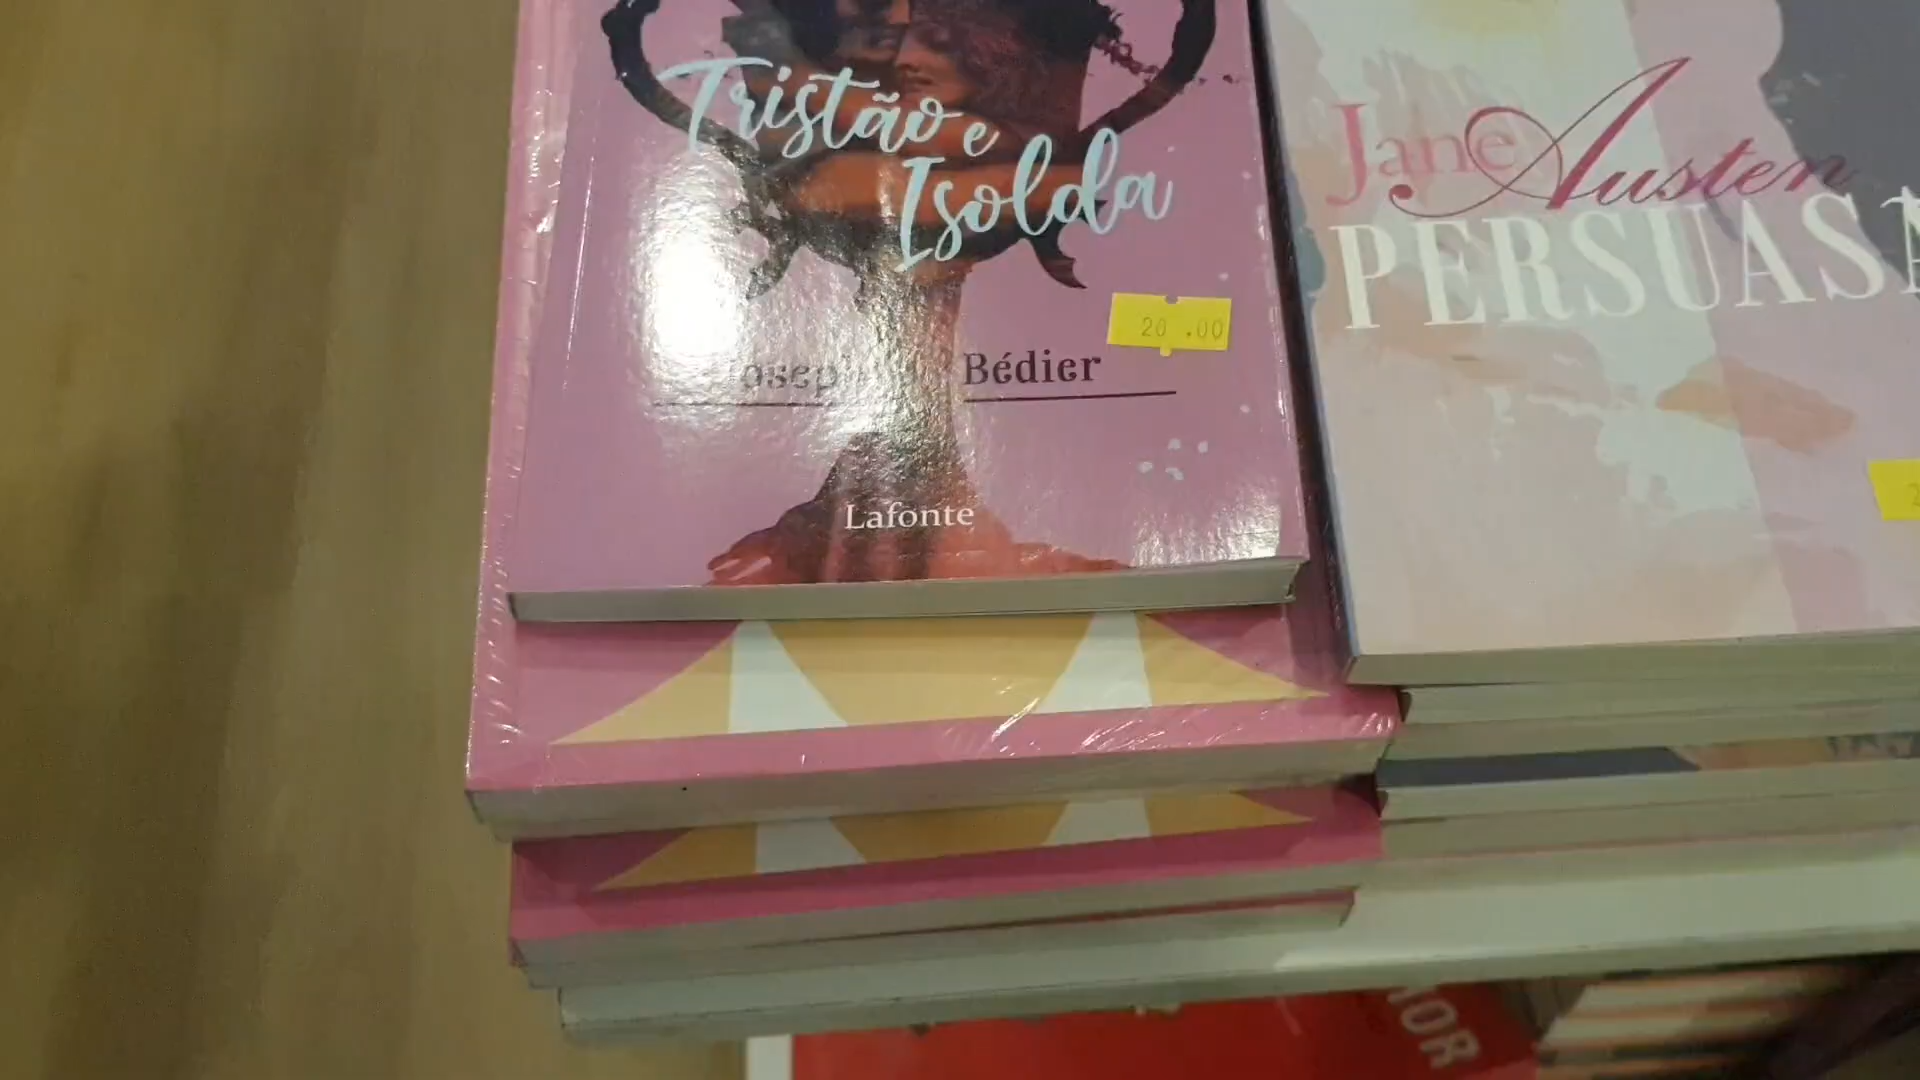 Tristão e
Isolda
20.00
Bédier
Lafonte
Jane Austen
PERSUAS